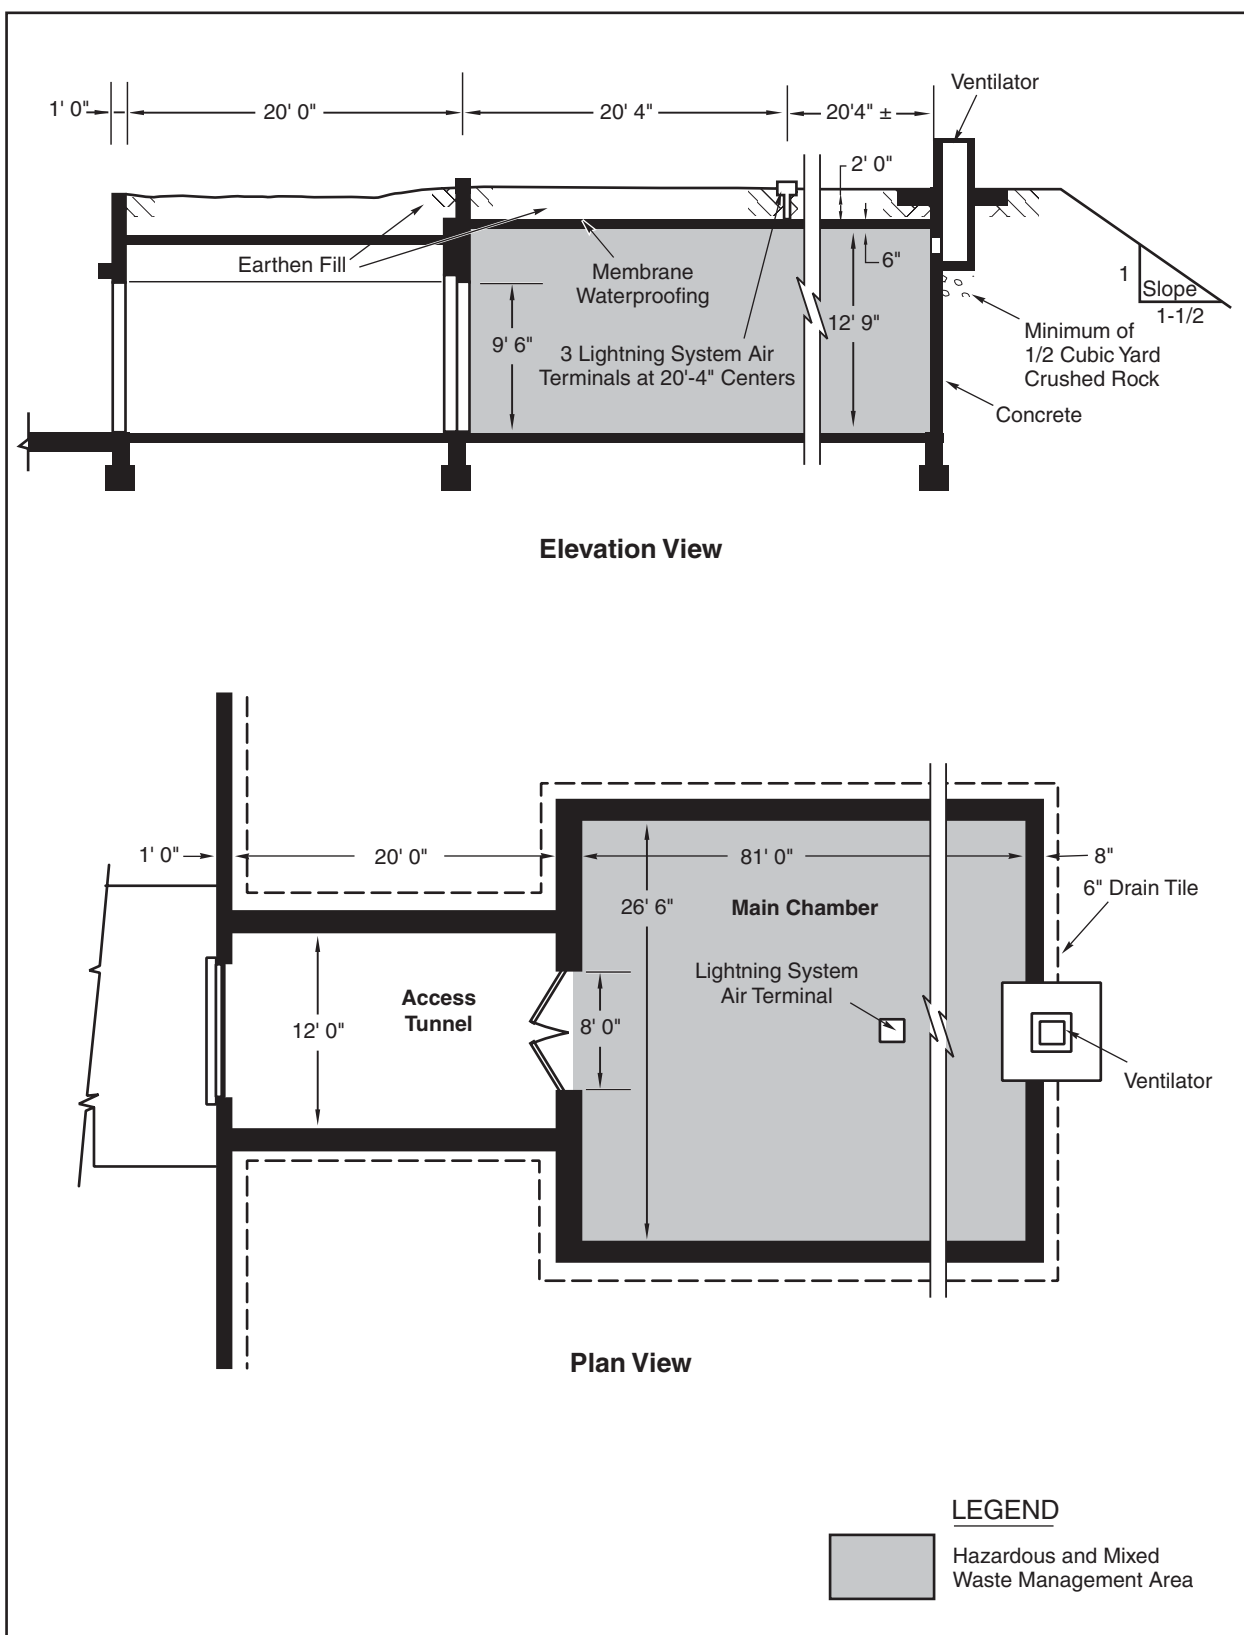 Ventilator
1' 0"
20' 0"
20' 4"
20'4" ±
2' 0"
Earthen Fill
Membrane
Waterproofing
6"
1
Slope
1-1/2
9' 6"
12' 9"
3 Lightning System Air
Terminals at 20'-4" Centers
Minimum of
1/2 Cubic Yard
Crushed Rock
Concrete
Elevation View
1' 0"
20' 0"
81' 0"
8"
6" Drain Tile
26' 6"
Main Chamber
Lightning System
Air Terminal
Access
Tunnel
12' 0"
8' 0"
Ventilator
Plan View
LEGEND
Hazardous and Mixed
Waste Management Area